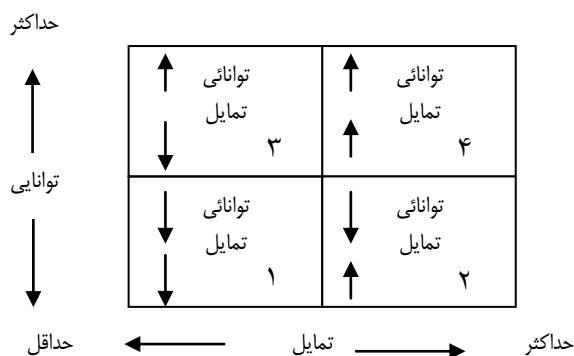 حداکثر
توانائی
تمایل
۴
توانائی
تمایل
۳
توانایی
توانائی
تمایل
۲
توانائی
تمایل
۱
حداکثر
تمایل
حداقل